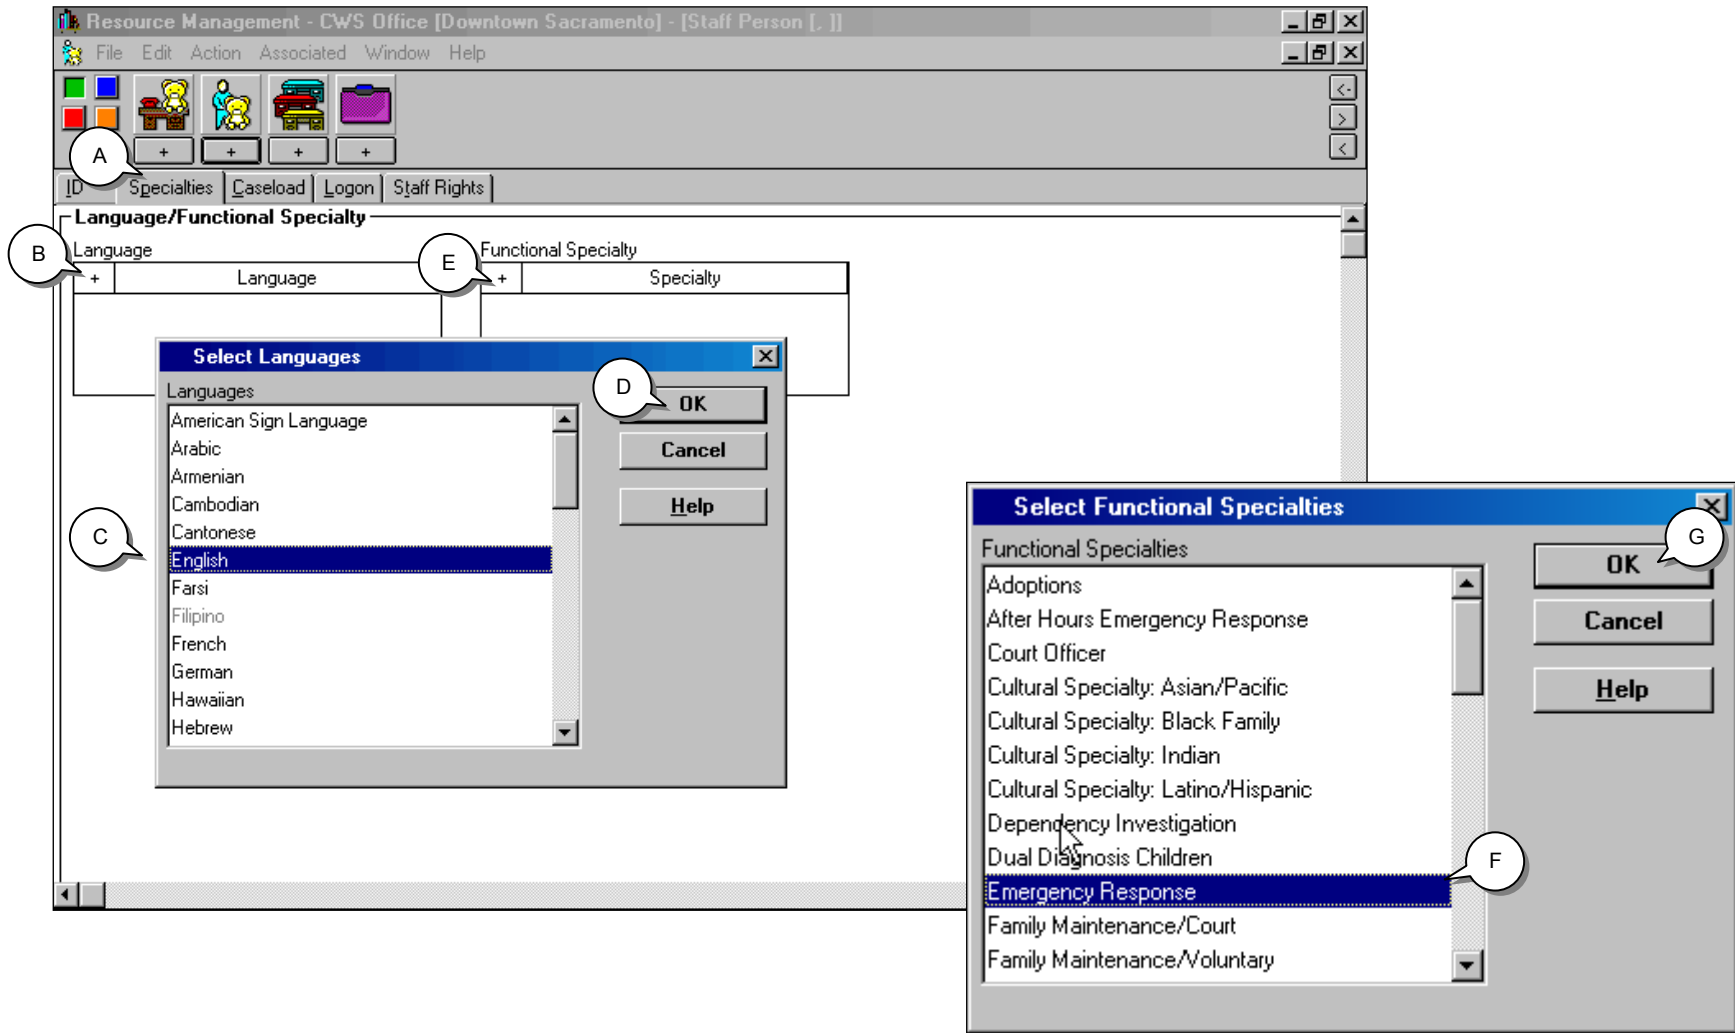 Resource Management - CWS Office [Downtown Sacramento] - [Staff Person [, ]]
File Edit Action Associated Window Help
<-
>
<
+ + + +
A
ID Specialties Caseload Logon Staff Rights
Language/Functional Specialty
B Language E Functional Specialty
+ Language + Specialty
Select Languages
Languages
D OK
Cancel
Help
American Sign Language
Arabic
Armenian
Cambodian
Cantonese
C English
Farsi
Filipino
French
German
Hawaiian
Hebrew
Select Functional Specialties
Functional Specialties
G OK
Cancel
Help
Adoptions
After Hours Emergency Response
Court Officer
Cultural Specialty: Asian/Pacific
Cultural Specialty: Black Family
Cultural Specialty: Indian
Cultural Specialty: Latino/Hispanic
Dependency Investigation
Dual Diagnosis Children
Emergency Response F
Family Maintenance/Court
Family Maintenance/Voluntary